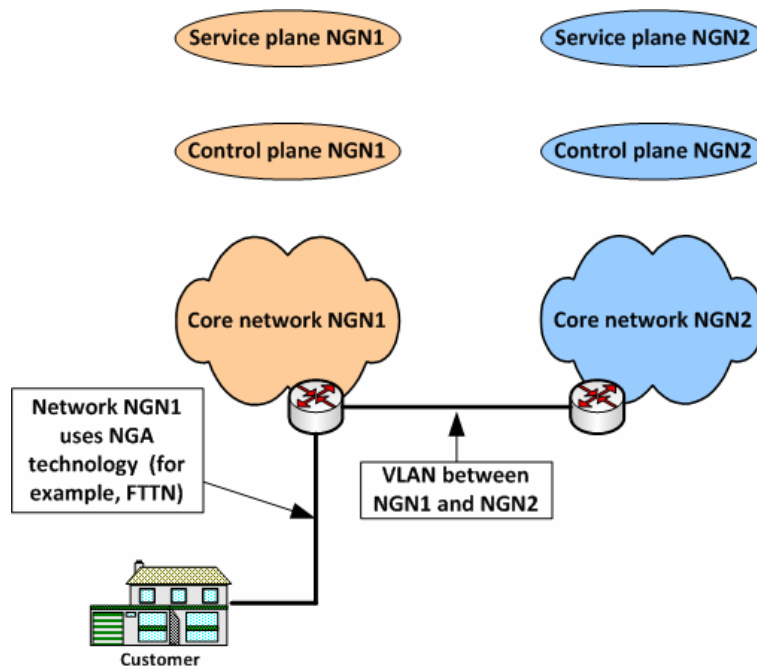 Service plane NGN1
Service plane NGN2
Control plane NGN1
Control plane NGN2
Core network NGN1
Core network NGN2
Network NGN1
uses NGA
technology (for
example, FTTN)
VLAN between
NGN1 and NGN2
Customer